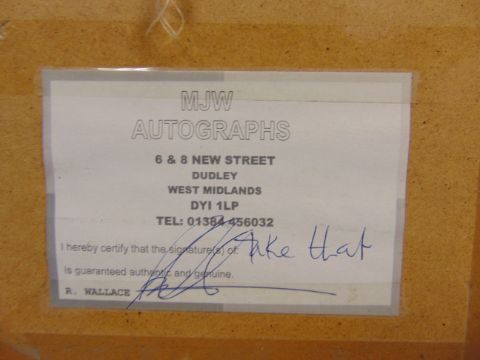 MJW
AUTOGRAPHS
6 & 8 NEW STREET
DUDLEY
WEST MIDLANDS
DYI 1LP
TEL: 01384 456032
I hereby certify that the signature(s) of: take that
Is guaranteed authentic and genuine.
R. WALLACE